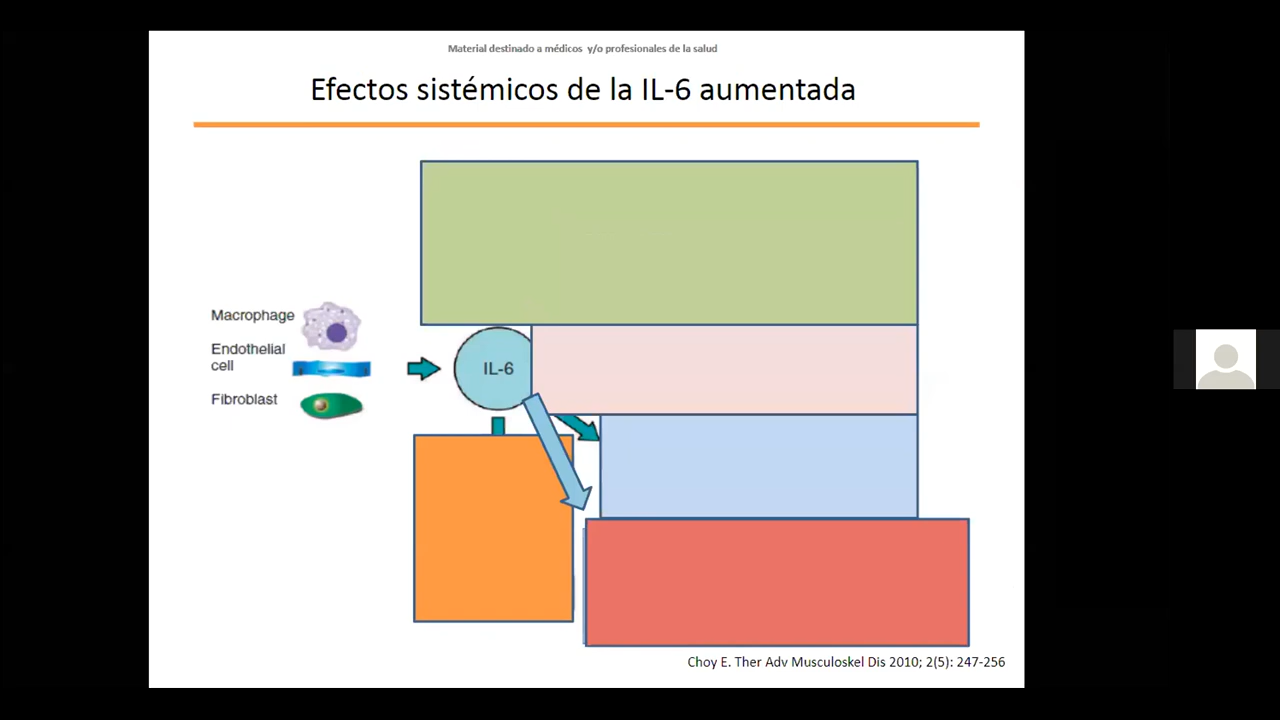 Material destinado a médicos y/o profesionales de la salud
Efectos sistémicos de la IL-6 aumentada
Macrophage
Endothelial
cell
Fibroblast
IL-6
Choy E. Ther Adv Musculoskel Dis 2010; 2(5): 247-256